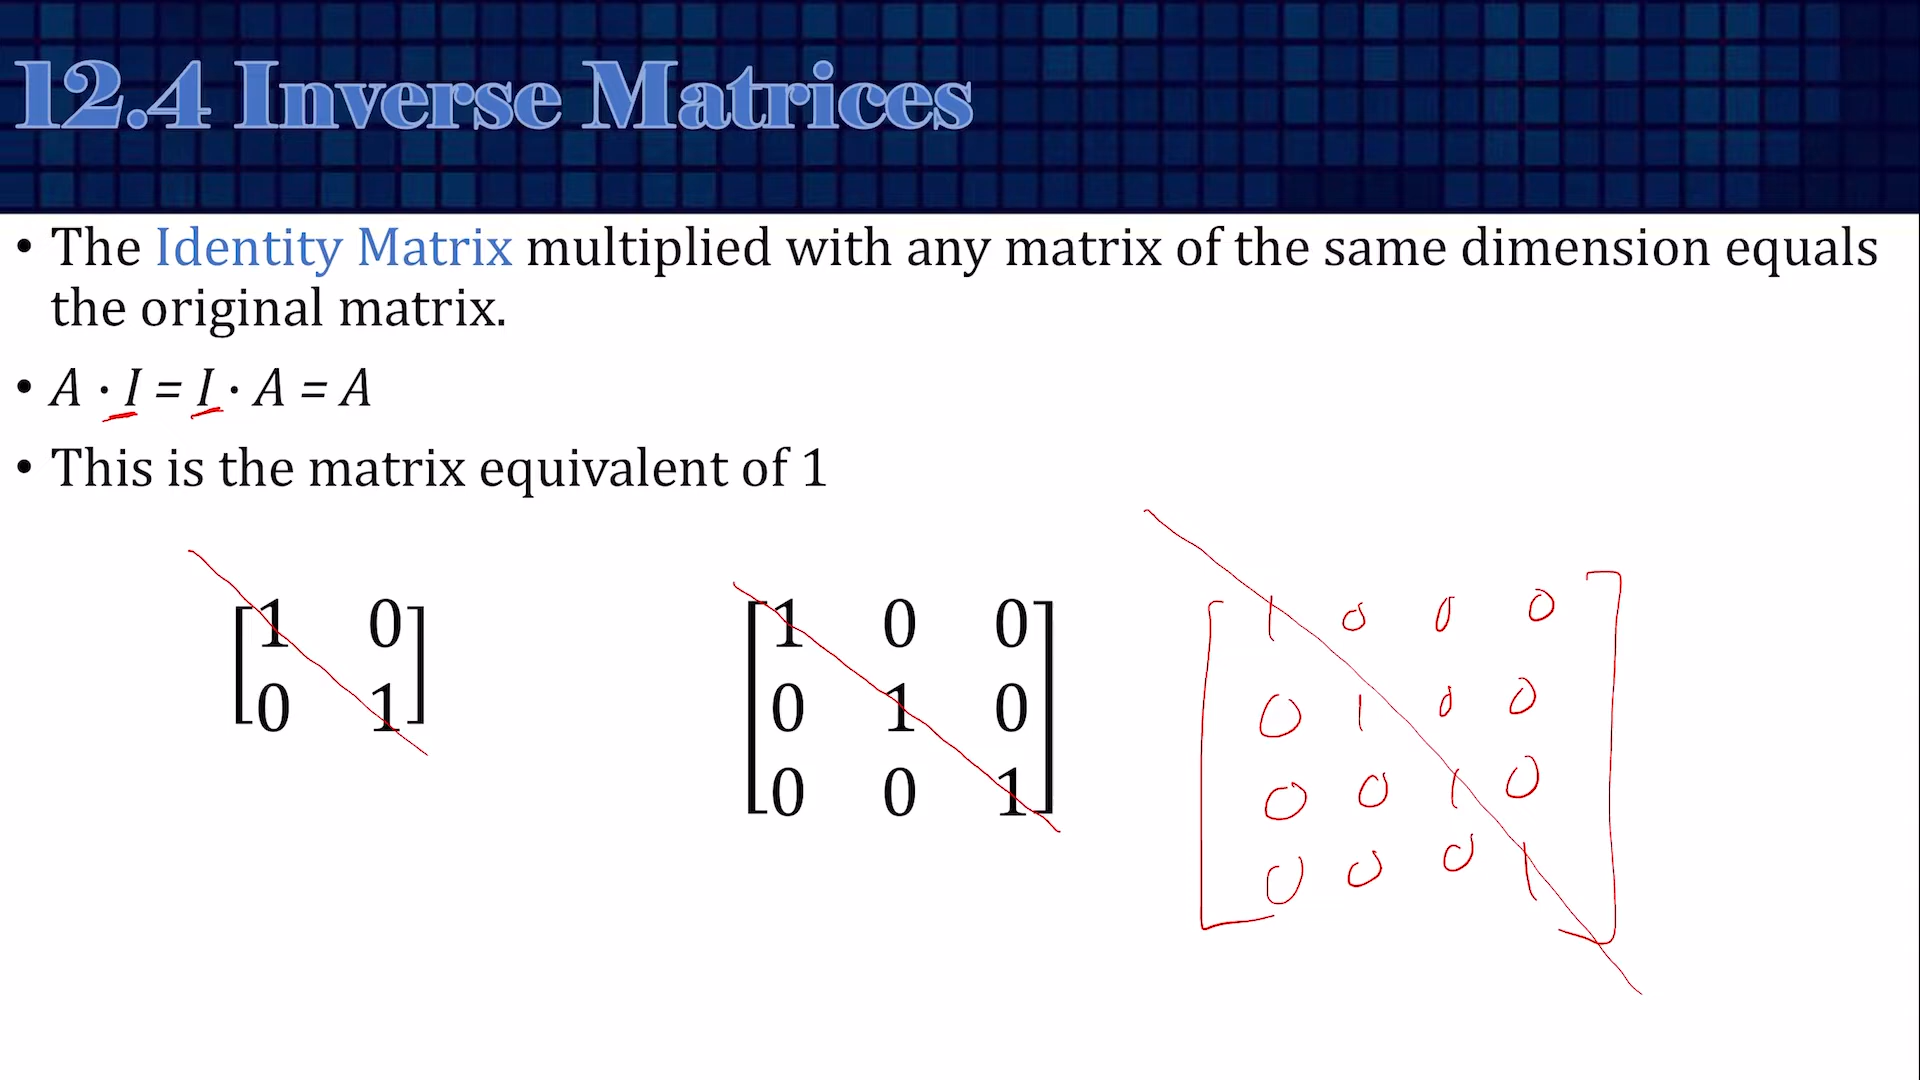 12.4 Inverse Matrices
• The Identity Matrix multiplied with any matrix of the same dimension equals
the original matrix.
• A · I = I · A = A
• This is the matrix equivalent of 1
[1 0
0 1]
[1 0 0
0 1 0
0 0 1]
[1 0 0 0
0 1 0 0
0 0 1 0
0 0 0 1]